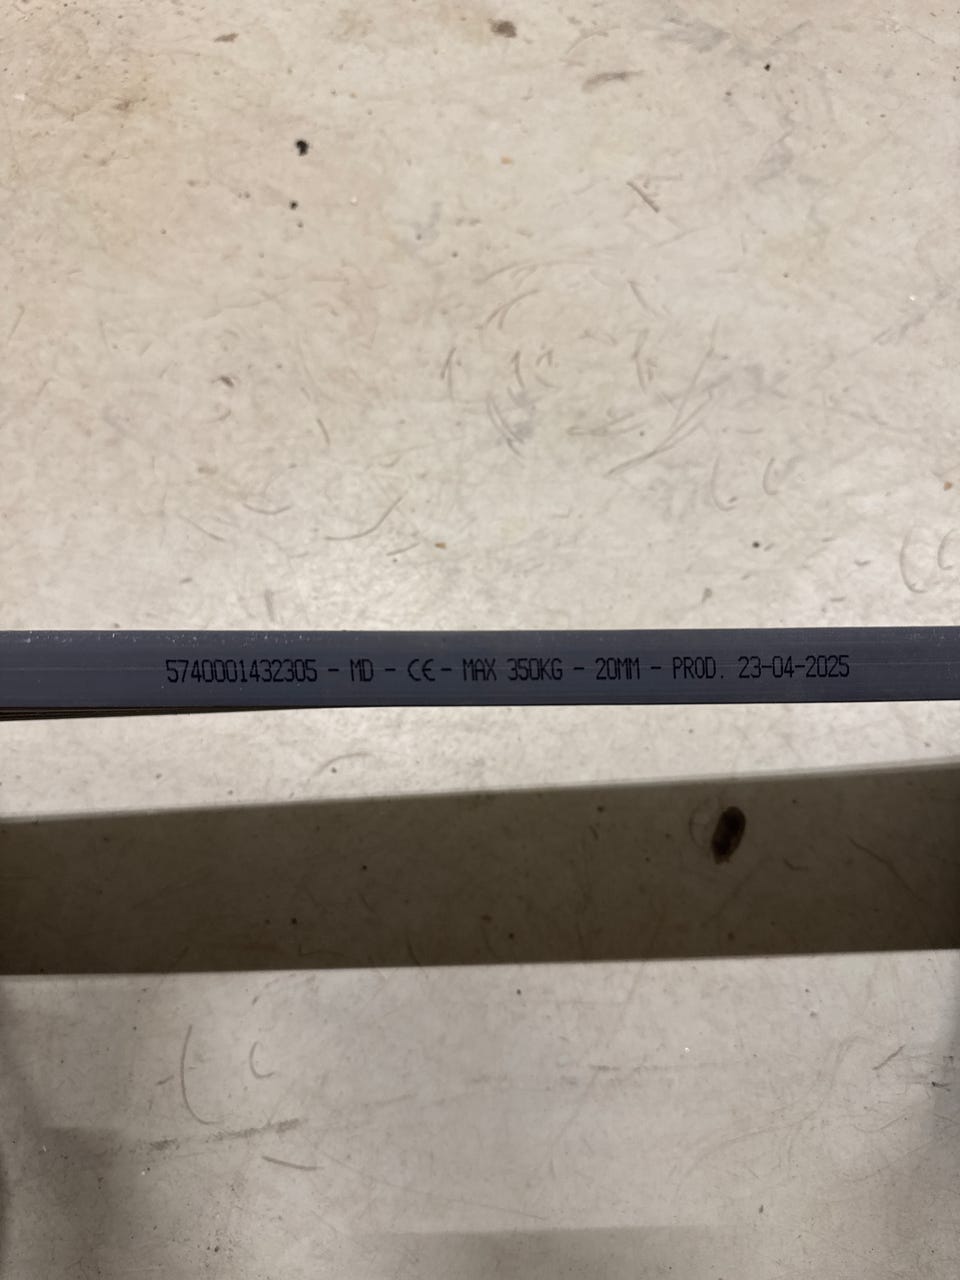 5740001432305 - MD - CE - MAX 350KG - 20MM - PROD. 23-04-2025